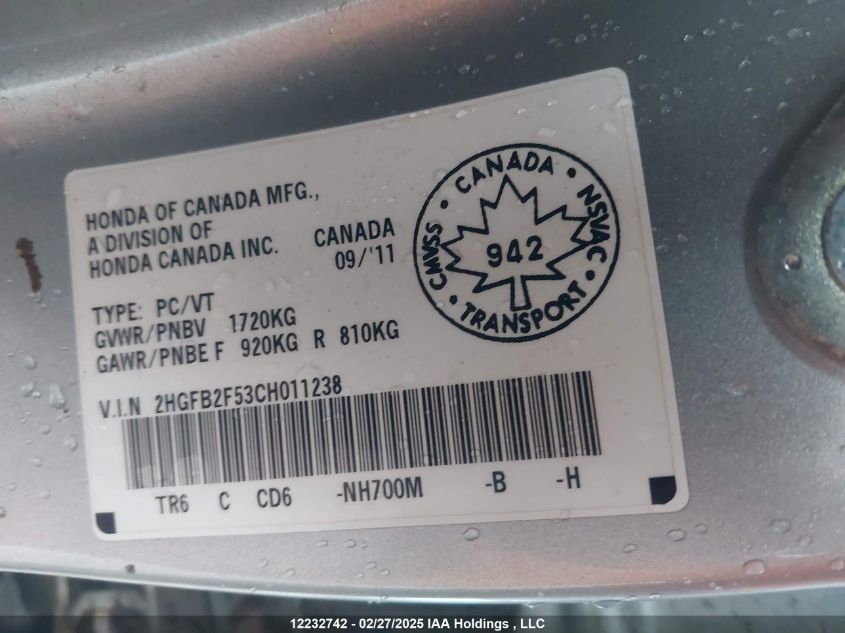 HONDA OF CANADA MFG.,
A DIVISION OF
HONDA CANADA INC.
CANADA
09/'11
TYPE: PC/VT
GVWR/PNBV 1720KG
GAWR/PNBE F 920KG R 810KG
V.I.N 2HGFB2F53CH011238
TR6 C CD6 -NH700M -B -H
• CANADA •
NSVAC
942
CMVSS
• TRANSPORT •
12232742 - 02/27/2025 IAA Holdings , LLC